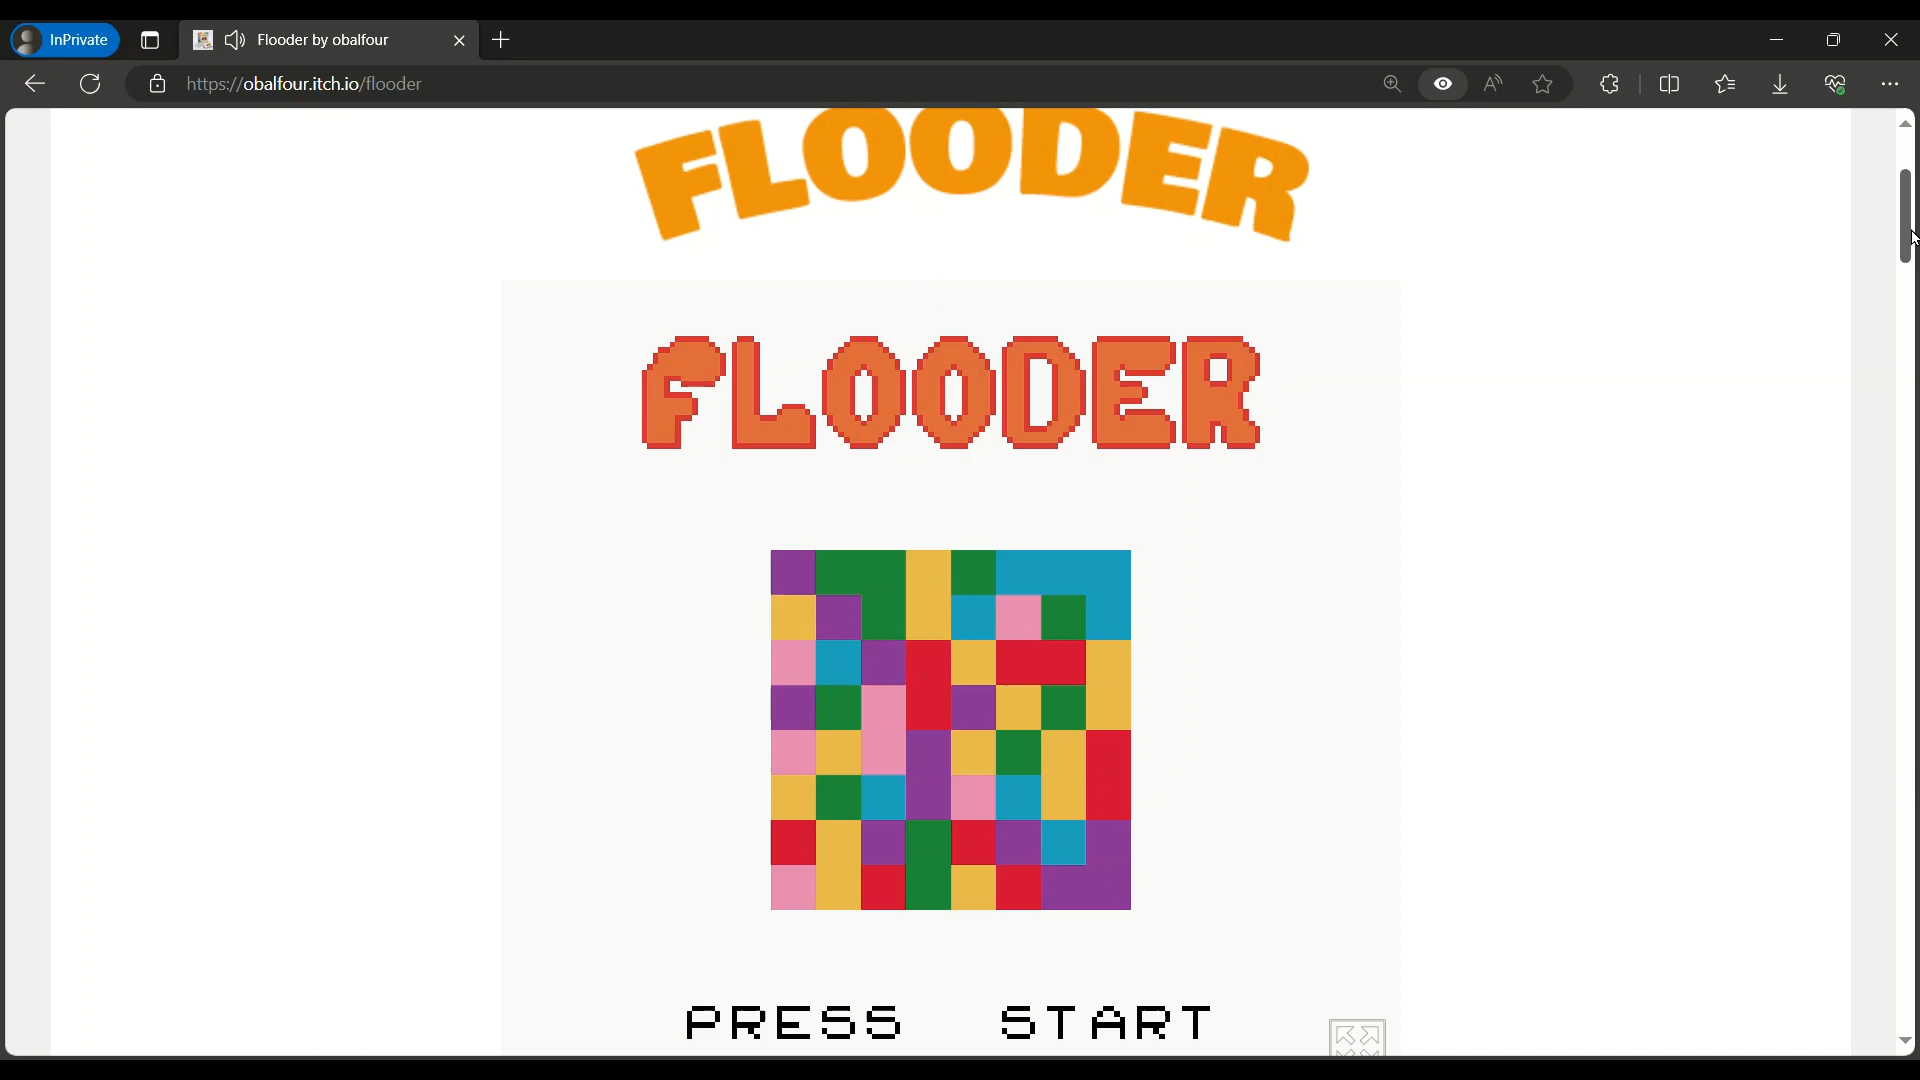 InPrivate
Flooder by obalfour
https://obalfour.itch.io/flooder
FLOODER
FLOODER
PRESS START